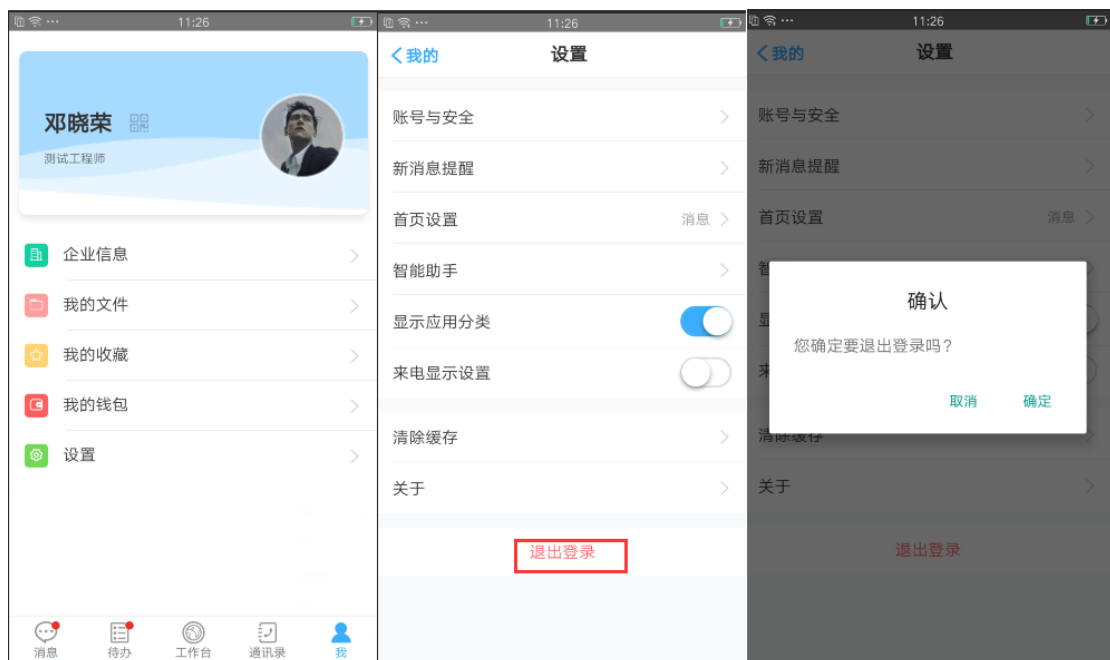 11:26
邓晓荣
测试工程师
企业信息
我的文件
我的收藏
我的钱包
设置
消息
待办
工作台
通讯录
我
11:26
我的
设置
账号与安全
新消息提醒
首页设置 消息
智能助手
显示应用分类
来电显示设置
清除缓存
关于
退出登录
11:26
我的
设置
账号与安全
新消息提醒
首页设置 消息
确认
您确定要退出登录吗？
取消 确定
清除缓存
关于
退出登录